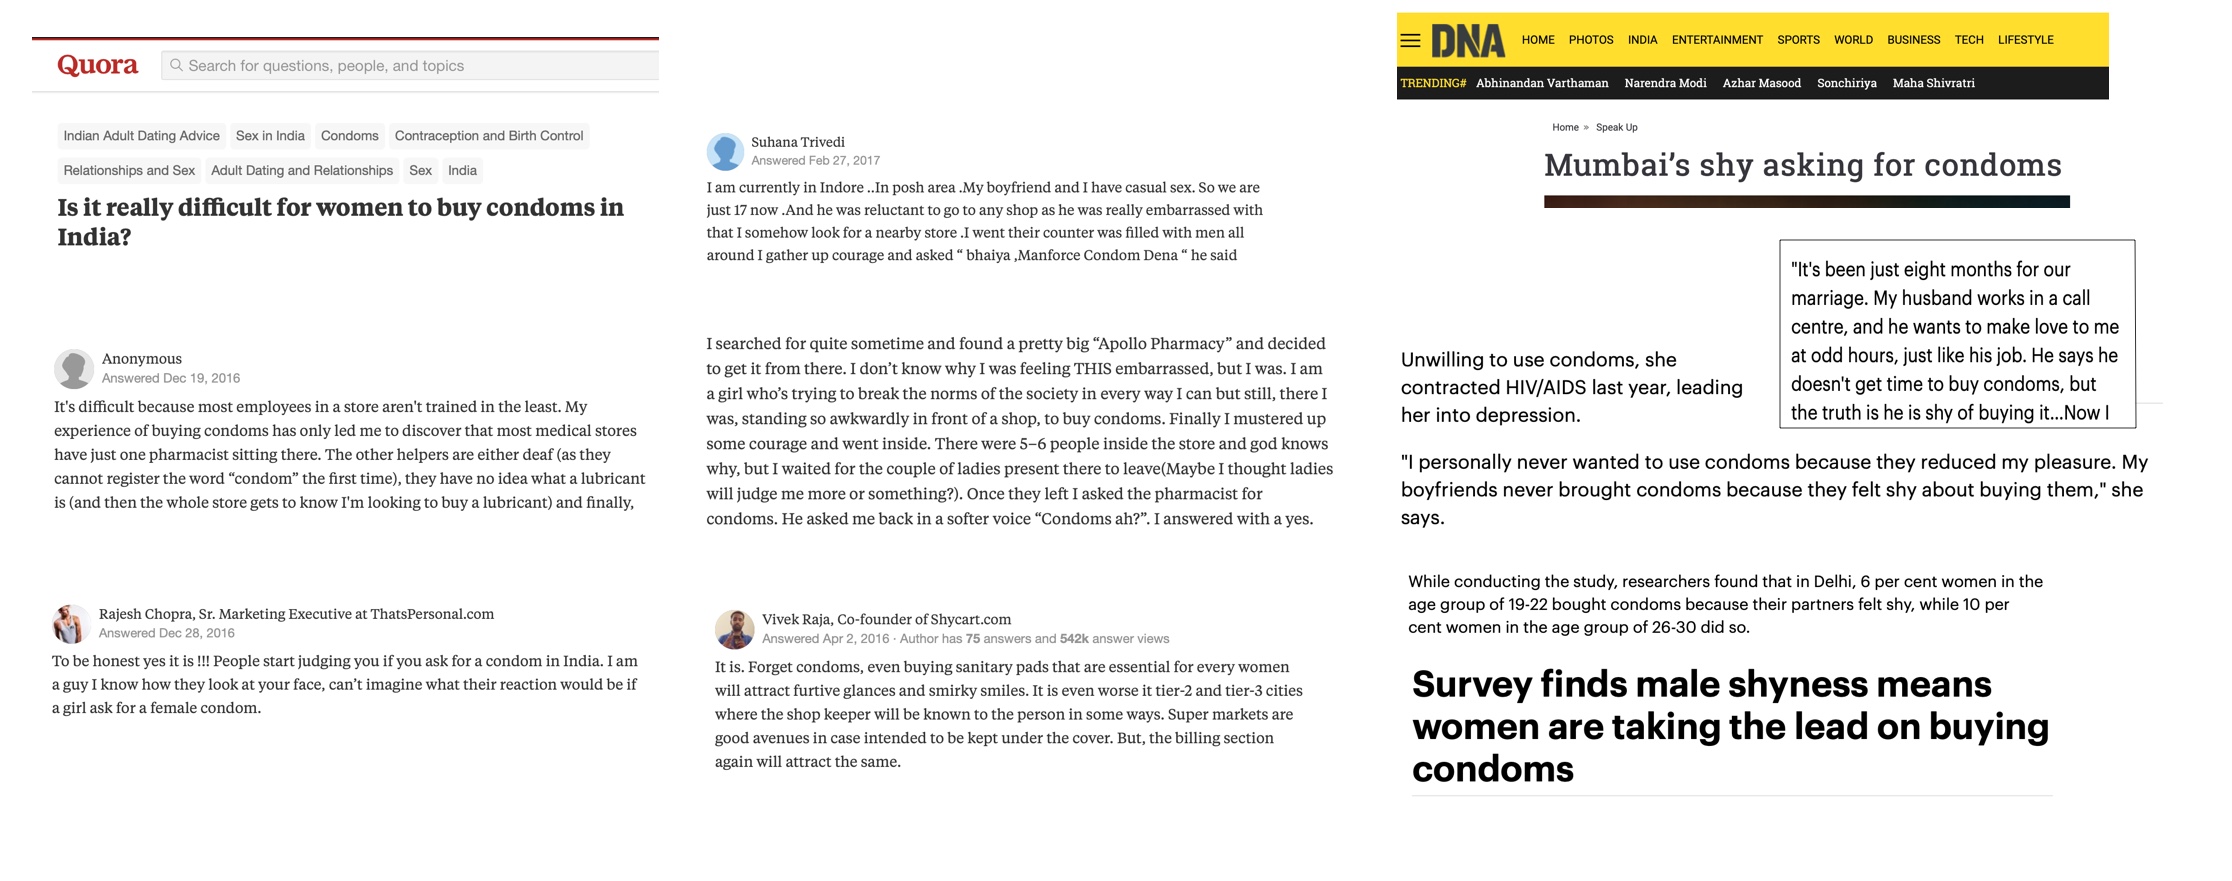 Quora
Search for questions, people, and topics
Indian Adult Dating Advice
Sex in India
Condoms
Contraception and Birth Control
Relationships and Sex
Adult Dating and Relationships
Sex
India
Is it really difficult for women to buy condoms in
India?
Anonymous
Answered Dec 19, 2016
It's difficult because most employees in a store aren't trained in the least. My
experience of buying condoms has only led me to discover that most medical stores
have just one pharmacist sitting there. The other helpers are either deaf (as they
cannot register the word “condom” the first time), they have no idea what a lubricant
is (and then the whole store gets to know I'm looking to buy a lubricant) and finally,
Rajesh Chopra, Sr. Marketing Executive at ThatsPersonal.com
Answered Dec 28, 2016
To be honest yes it is !!! People start judging you if you ask for a condom in India. I am
a guy I know how they look at your face, can’t imagine what their reaction would be if
a girl ask for a female condom.
Suhana Trivedi
Answered Feb 27, 2017
I am currently in Indore ..In posh area .My boyfriend and I have casual sex. So we are
just 17 now .And he was reluctant to go to any shop as he was really embarrassed with
that I somehow look for a nearby store .I went their counter was filled with men all
around I gather up courage and asked “ bhaiya ,Manforce Condom Dena “ he said
I searched for quite sometime and found a pretty big “Apollo Pharmacy” and decided
to get it from there. I don’t know why I was feeling THIS embarrassed, but I was. I am
a girl who’s trying to break the norms of the society in every way I can but still, there I
was, standing so awkwardly in front of a shop, to buy condoms. Finally I mustered up
some courage and went inside. There were 5–6 people inside the store and god knows
why, but I waited for the couple of ladies present there to leave(Maybe I thought ladies
will judge me more or something?). Once they left I asked the pharmacist for
condoms. He asked me back in a softer voice “Condoms ah?”. I answered with a yes.
Vivek Raja, Co-founder of Shycart.com
Answered Apr 2, 2016 · Author has 75 answers and 542k answer views
It is. Forget condoms, even buying sanitary pads that are essential for every women
will attract furtive glances and smirky smiles. It is even worse it tier-2 and tier-3 cities
where the shop keeper will be known to the person in some ways. Super markets are
good avenues in case intended to be kept under the cover. But, the billing section
again will attract the same.
DNA HOME PHOTOS INDIA ENTERTAINMENT SPORTS WORLD BUSINESS TECH LIFESTYLE
TRENDING# Abhinandan Varthaman Narendra Modi Azhar Masood Sonchiriya Maha Shivratri
Home » Speak Up
Mumbai’s shy asking for condoms
"It's been just eight months for our
marriage. My husband works in a call
centre, and he wants to make love to me
at odd hours, just like his job. He says he
doesn't get time to buy condoms, but
the truth is he is shy of buying it...Now I
Unwilling to use condoms, she
contracted HIV/AIDS last year, leading
her into depression.
"I personally never wanted to use condoms because they reduced my pleasure. My
boyfriends never brought condoms because they felt shy about buying them," she
says.
While conducting the study, researchers found that in Delhi, 6 per cent women in the
age group of 19-22 bought condoms because their partners felt shy, while 10 per
cent women in the age group of 26-30 did so.
Survey finds male shyness means
women are taking the lead on buying
condoms